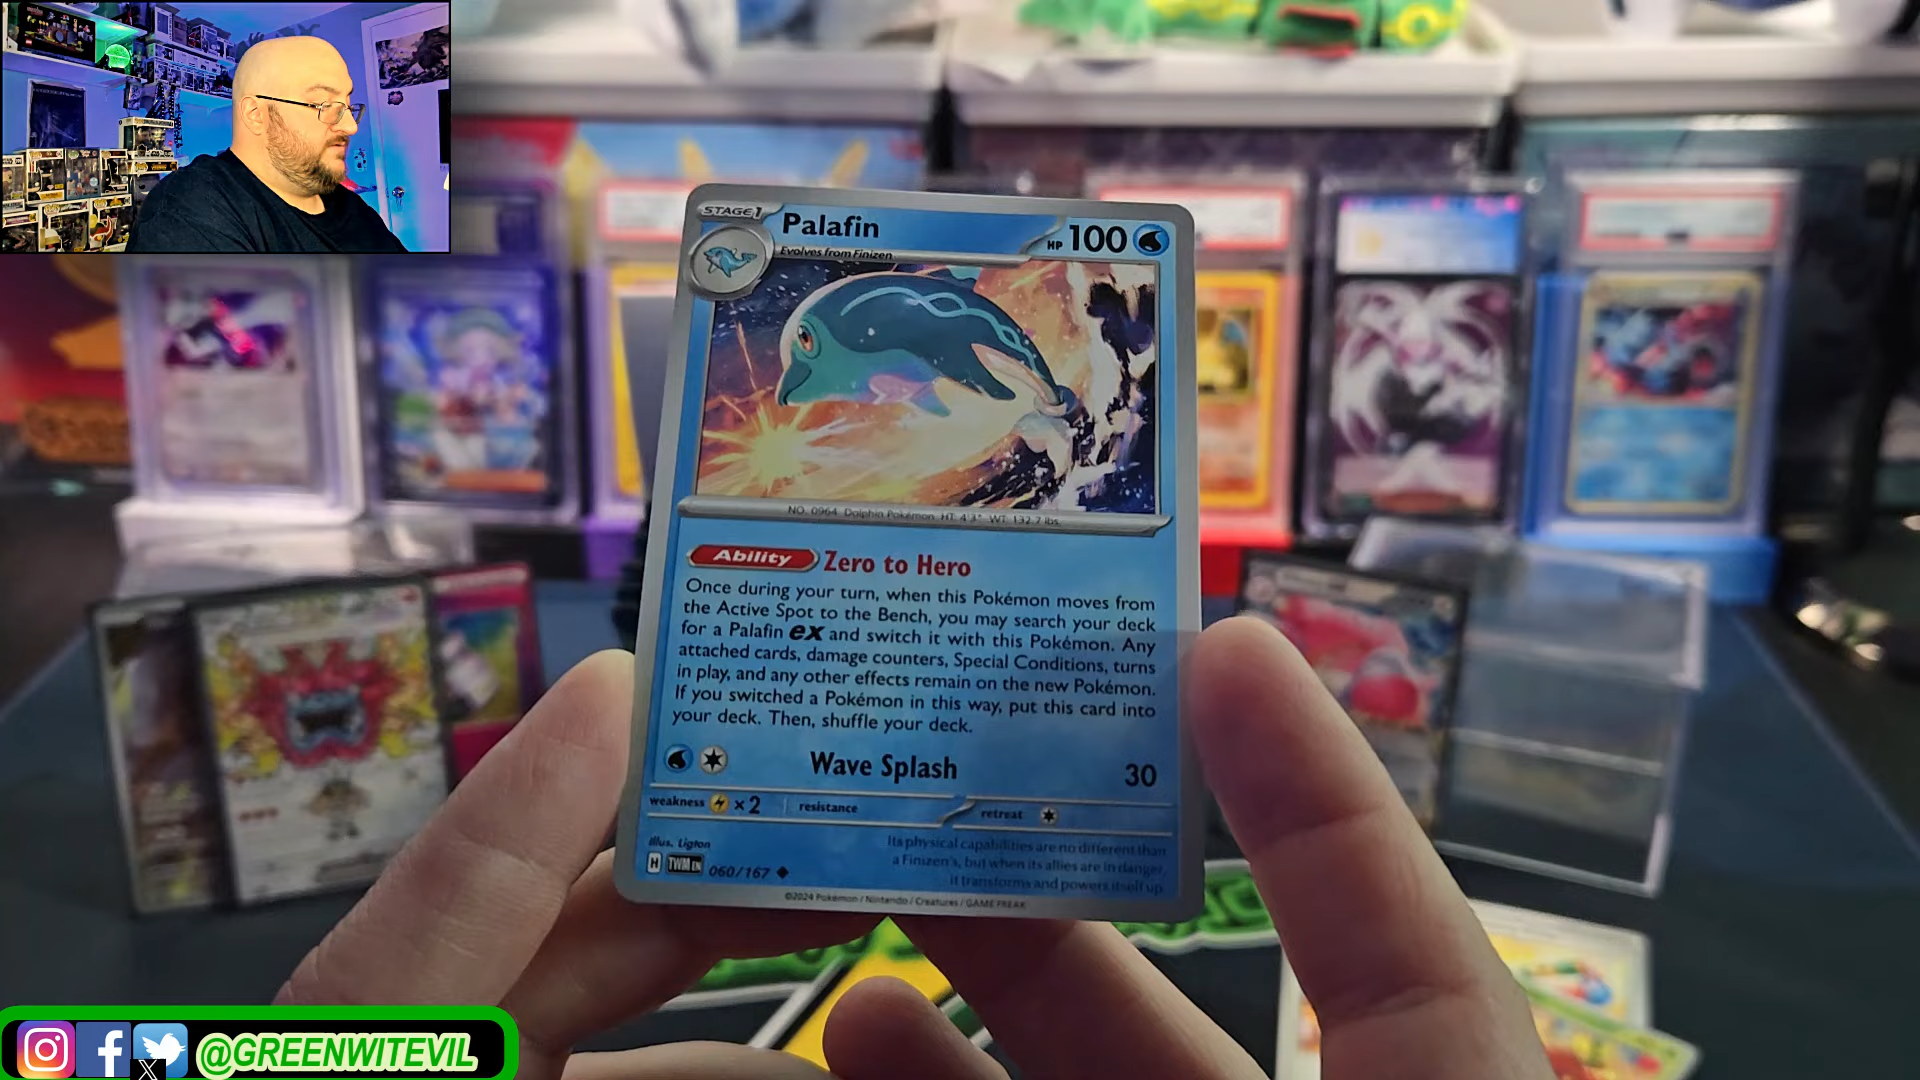 STAGE 1
Palafin
HP 100
Evolves from Finizen
NO. 0964 Dolphin Pokémon HT: 4'3" WT: 132.7 lbs.
Ability Zero to Hero
Once during your turn, when this Pokémon moves from
the Active Spot to the Bench, you may search your deck
for a Palafin ex and switch it with this Pokémon. Any
attached cards, damage counters, Special Conditions, turns
in play, and any other effects remain on the new Pokémon.
If you switched a Pokémon in this way, put this card into
your deck. Then, shuffle your deck.
Wave Splash 30
weakness ×2 resistance retreat
Illus. Ligton
Its physical capabilities are no different than
a Finizen's, but when its allies are in danger,
it transforms and powers itself up.
H TWM EN 060/167
©2024 Pokémon / Nintendo / Creatures / GAME FREAK
@GREENWITEVIL